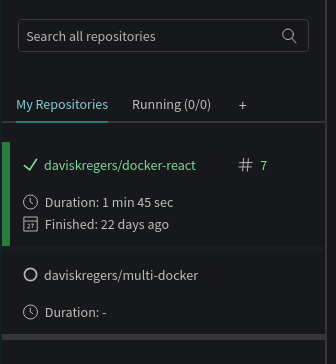 Search all repositories
My Repositories Running (0/0) +
daviskregers/docker-react # 7
Duration: 1 min 45 sec
27 Finished: 22 days ago
daviskregers/multi-docker
Duration: -